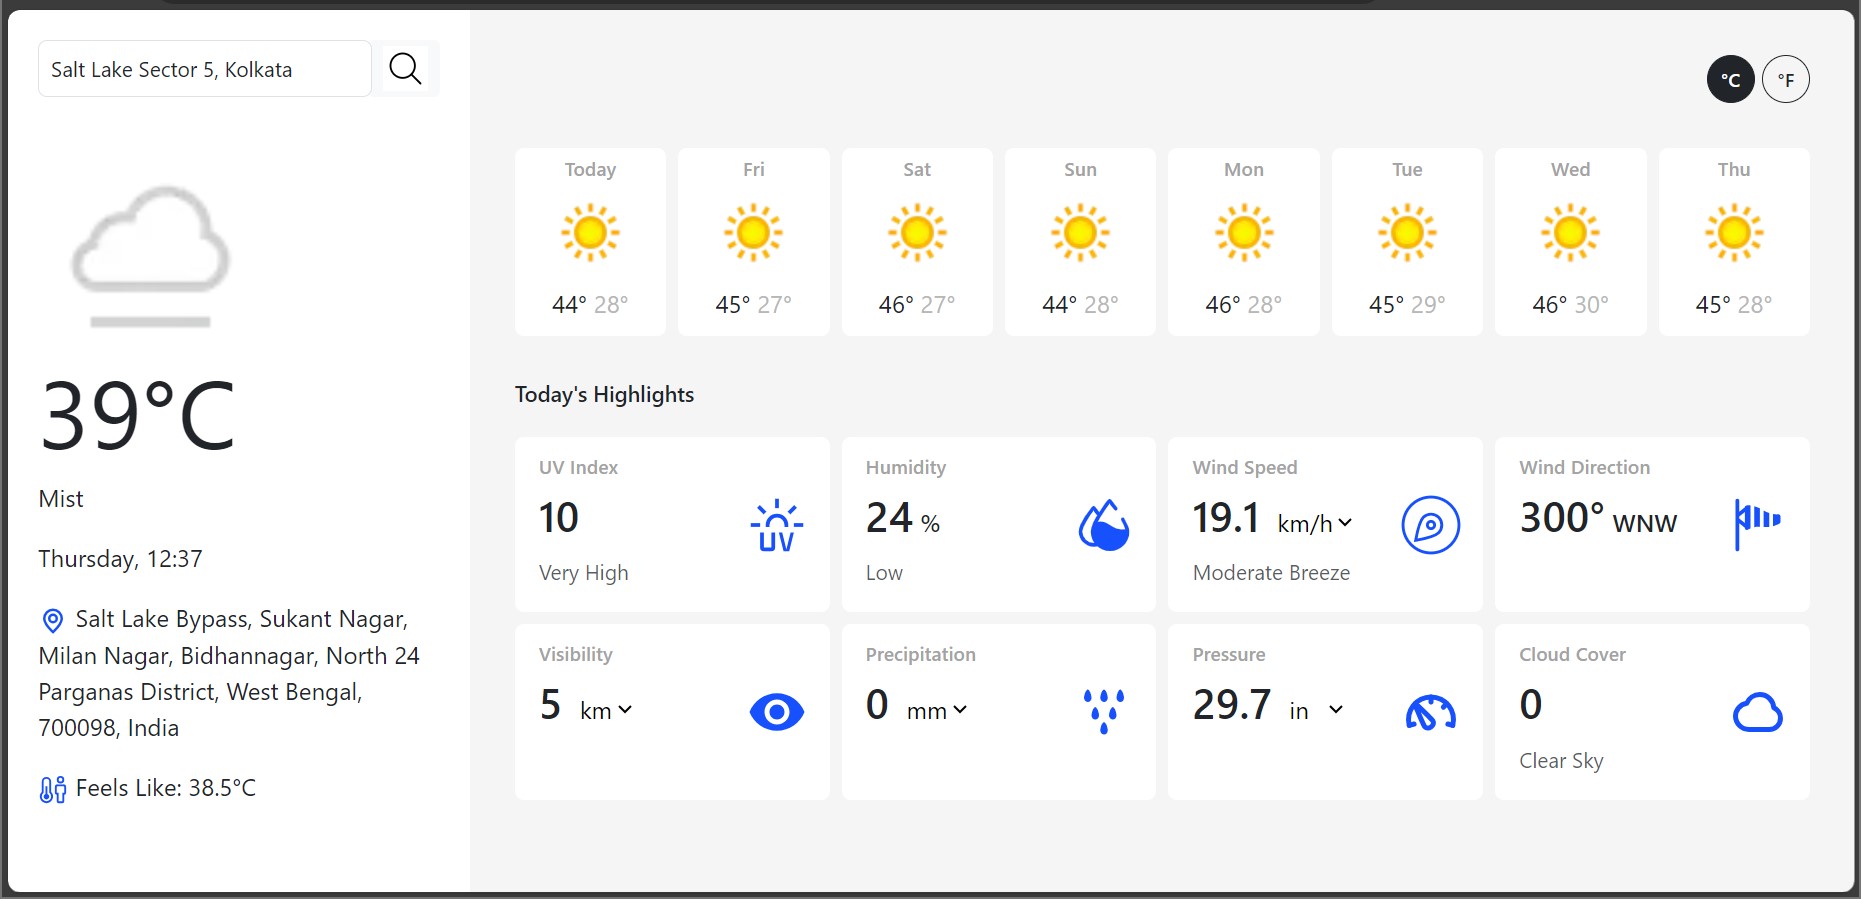 Salt Lake Sector 5, Kolkata
°C °F
Today Fri Sat Sun Mon Tue Wed Thu
44° 28° 45° 27° 46° 27° 44° 28° 46° 28° 45° 29° 46° 30° 45° 28°
39°C
Mist
Thursday, 12:37
Salt Lake Bypass, Sukant Nagar,
Milan Nagar, Bidhannagar, North 24
Parganas District, West Bengal,
700098, India
Feels Like: 38.5°C
Today's Highlights
UV Index
10
UV
Very High
Humidity
24 %
Low
Wind Speed
19.1 km/h
Moderate Breeze
Wind Direction
300° WNW
Visibility
5 km
Precipitation
0 mm
Pressure
29.7 in
Cloud Cover
0
Clear Sky